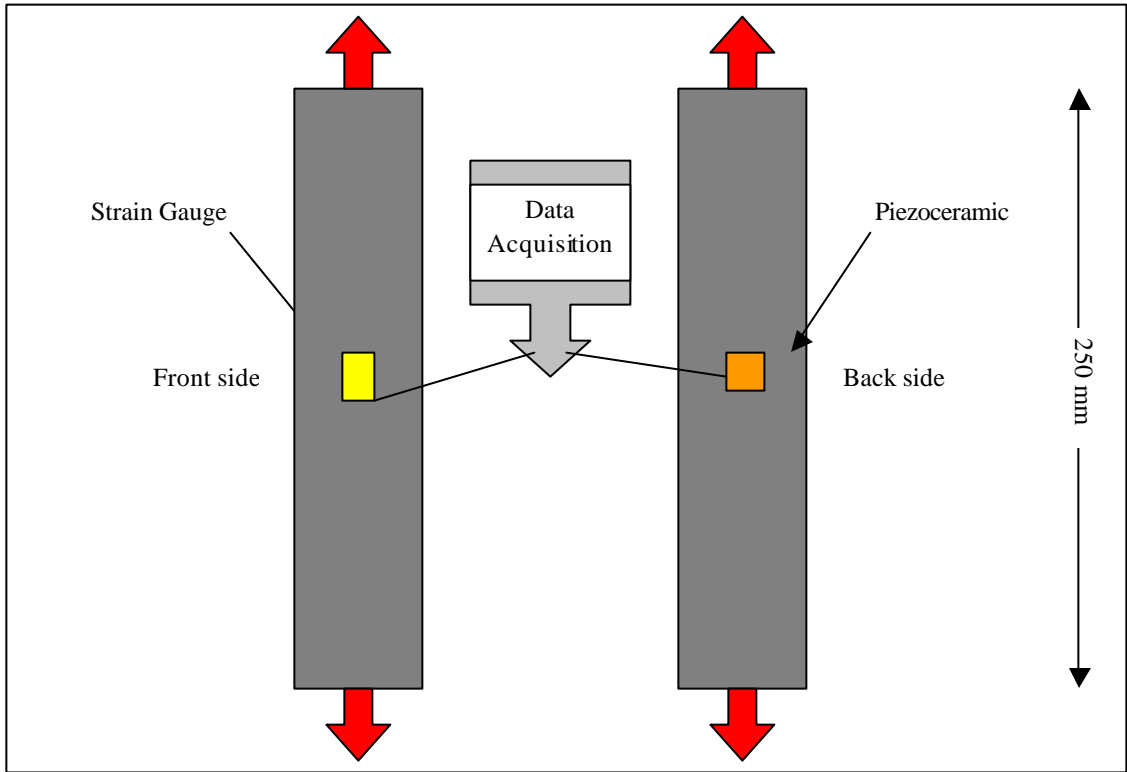 Strain Gauge
Data
Acquisition
Piezoceramic
Front side
Back side
250 mm